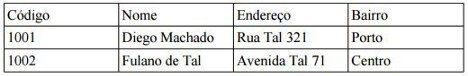 Código Nome Endereço Bairro
1001 Diego Machado Rua Tal 321 Porto
1002 Fulano de Tal Avenida Tal 71 Centro